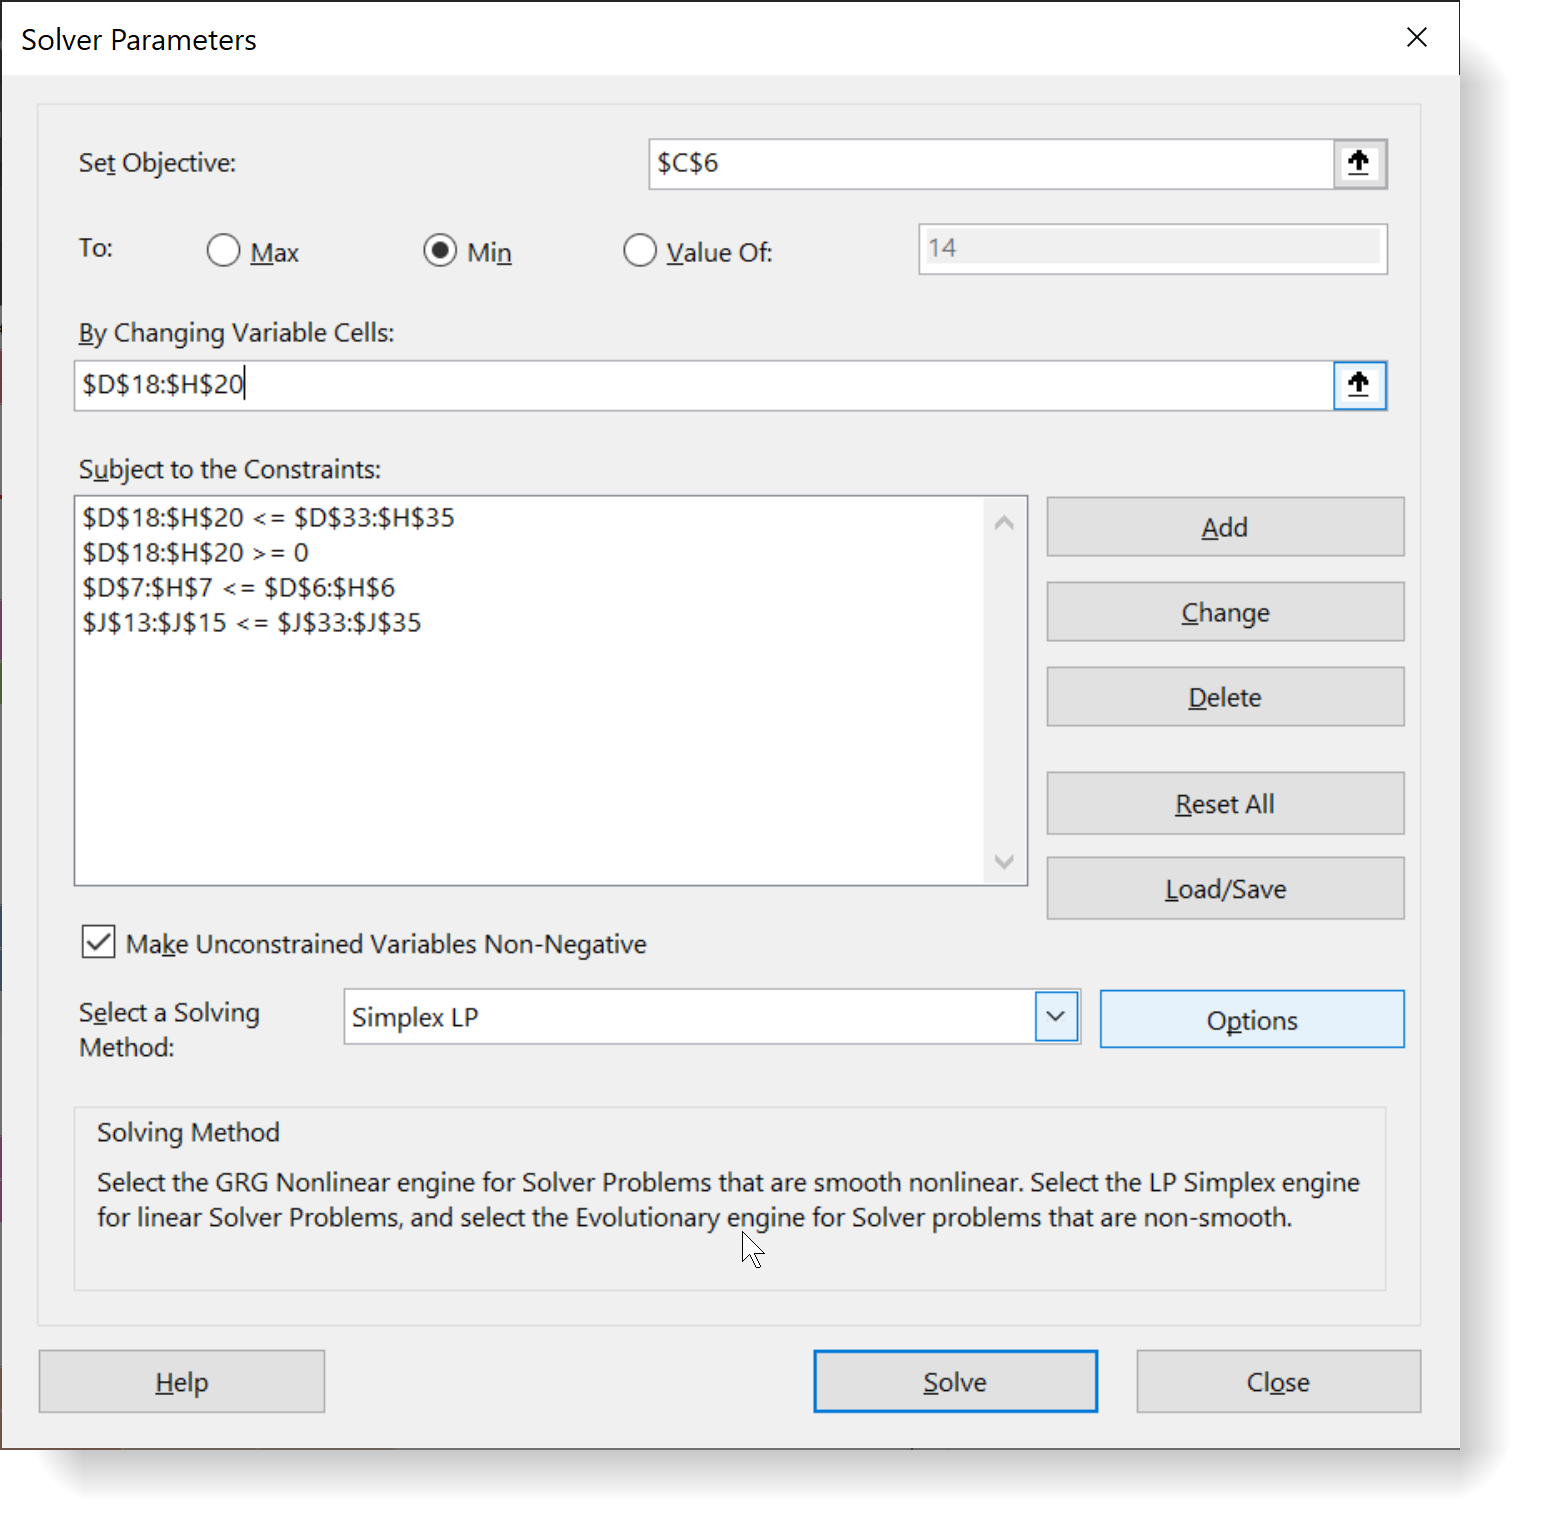 Solver Parameters
Set Objective:
$C$6
To:
Max
Min
Value Of:
14
By Changing Variable Cells:
$D$18:$H$20
Subject to the Constraints:
$D$18:$H$20 <= $D$33:$H$35
$D$18:$H$20 >= 0
$D$7:$H$7 <= $D$6:$H$6
$J$13:$J$15 <= $J$33:$J$35
Add
Change
Delete
Reset All
Load/Save
Make Unconstrained Variables Non-Negative
Select a Solving
Method:
Simplex LP
Options
Solving Method
Select the GRG Nonlinear engine for Solver Problems that are smooth nonlinear. Select the LP Simplex engine
for linear Solver Problems, and select the Evolutionary engine for Solver problems that are non-smooth.
Help
Solve
Close